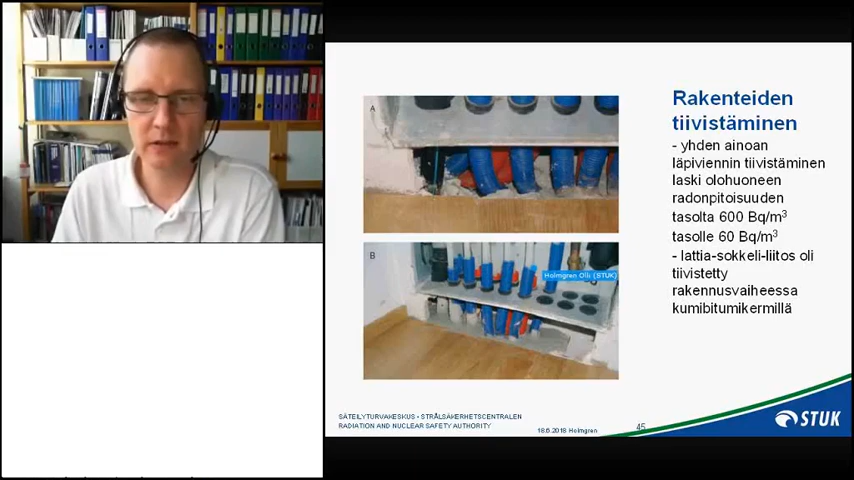 Rakenteiden
tiivistäminen
- yhden ainoan
läpiviennin tiivistäminen
laski olohuoneen
radonpitoisuuden
tasolta 600 Bq/m³
tasolle 60 Bq/m³
- lattia-sokkeli-liitos oli
tiivistetty
rakennusvaiheessa
kumibitumikermillä
A
B
Holmgren Olli (STUK)
SÄTEILYTURVAKESKUS • STRÅLSÄKERHETSCENTRALEN
RADIATION AND NUCLEAR SAFETY AUTHORITY
18.6.2018 Holmgren
45
STUK